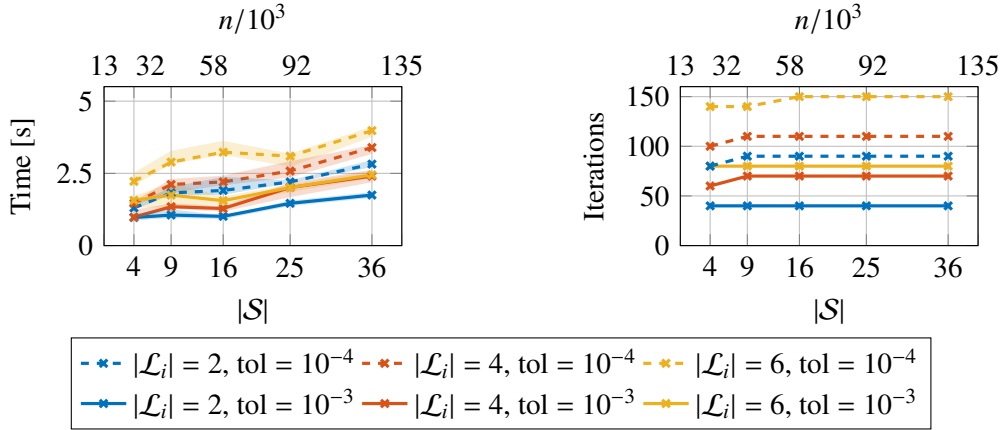 n/10³
13 32 58 92 135
5
2.5
0
Time [s]
4 9 16 25 36
|𝒮|
n/10³
13 32 58 92 135
150
100
50
0
Iterations
4 9 16 25 36
|𝒮|
|ℒᵢ| = 2, tol = 10⁻⁴ |ℒᵢ| = 4, tol = 10⁻⁴ |ℒᵢ| = 6, tol = 10⁻⁴
|ℒᵢ| = 2, tol = 10⁻³ |ℒᵢ| = 4, tol = 10⁻³ |ℒᵢ| = 6, tol = 10⁻³